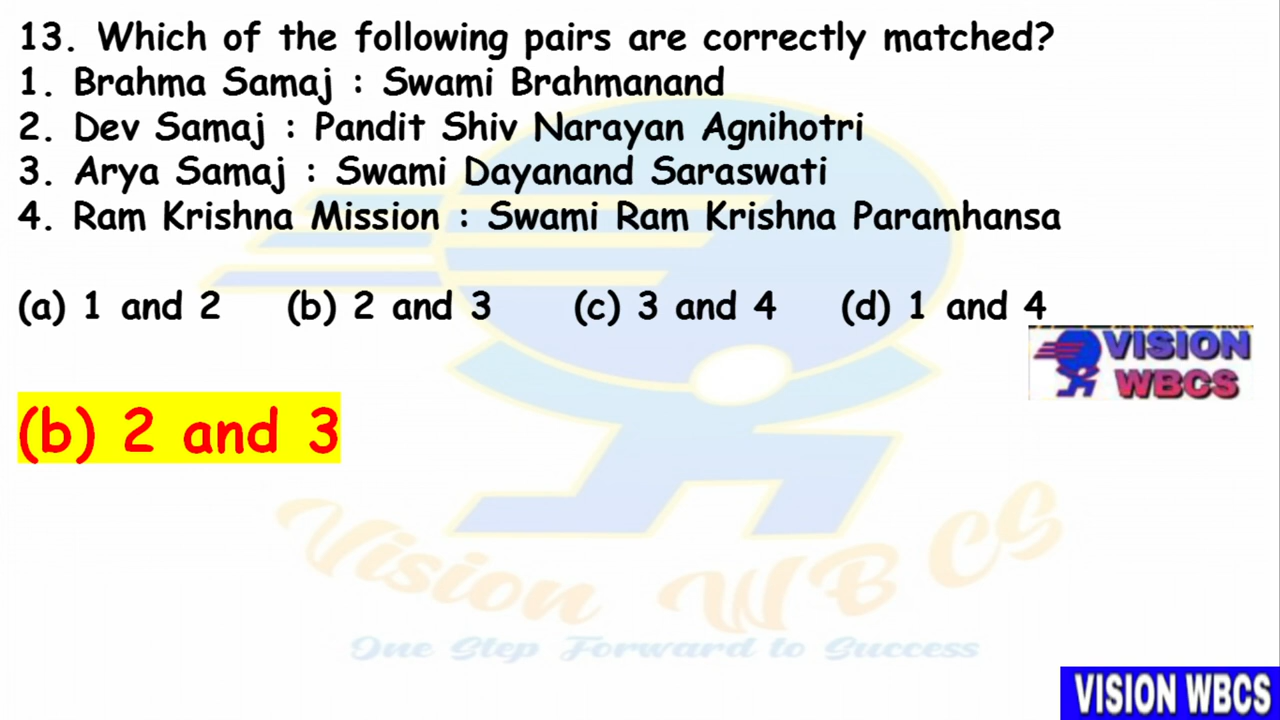 13. Which of the following pairs are correctly matched?
1. Brahma Samaj : Swami Brahmanand
2. Dev Samaj : Pandit Shiv Narayan Agnihotri
3. Arya Samaj : Swami Dayanand Saraswati
4. Ram Krishna Mission : Swami Ram Krishna Paramhansa
(a) 1 and 2 (b) 2 and 3 (c) 3 and 4 (d) 1 and 4
VISION
WBCS
(b) 2 and 3
Vision WBCS
One Step Forward to Success
VISION WBCS